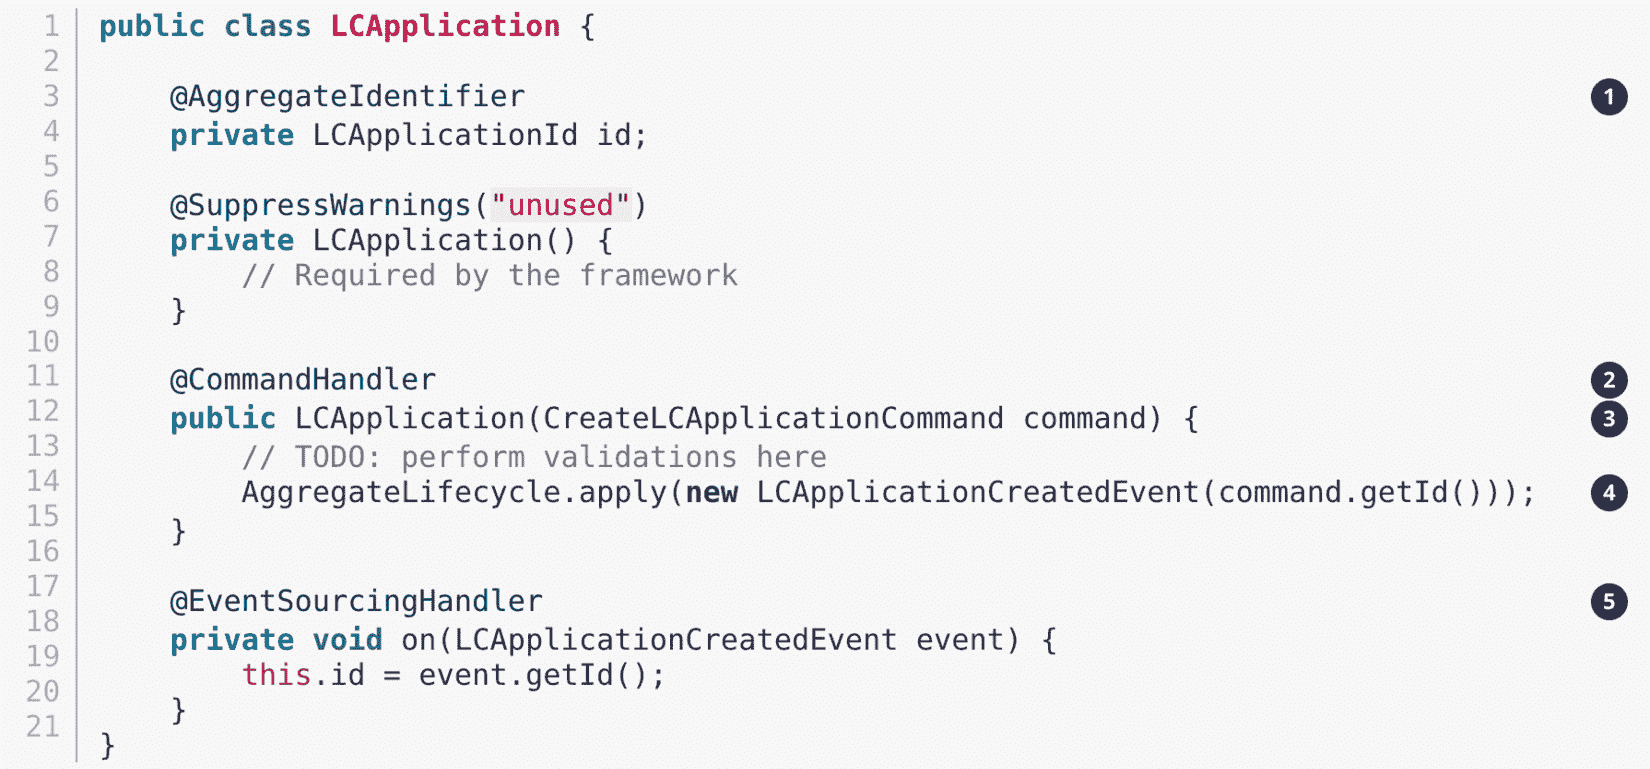 1 public class LCApplication {
2
3 @AggregateIdentifier 1
4 private LCApplicationId id;
5
6 @SuppressWarnings("unused")
7 private LCApplication() {
8 // Required by the framework
9 }
10
11 @CommandHandler 2
12 public LCApplication(CreateLCApplicationCommand command) { 3
13 // TODO: perform validations here
14 AggregateLifecycle.apply(new LCApplicationCreatedEvent(command.getId())); 4
15 }
16
17 @EventSourcingHandler 5
18 private void on(LCApplicationCreatedEvent event) {
19 this.id = event.getId();
20 }
21 }